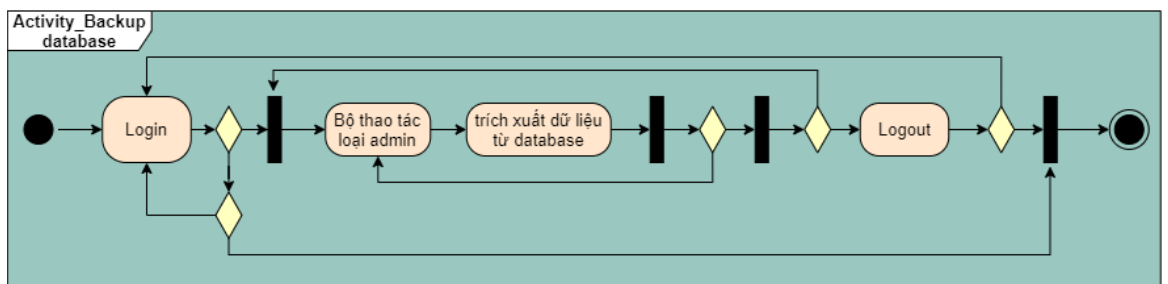 Activity_Backup
database
Login
Bộ thao tác
loại admin
trích xuất dữ liệu
từ database
Logout